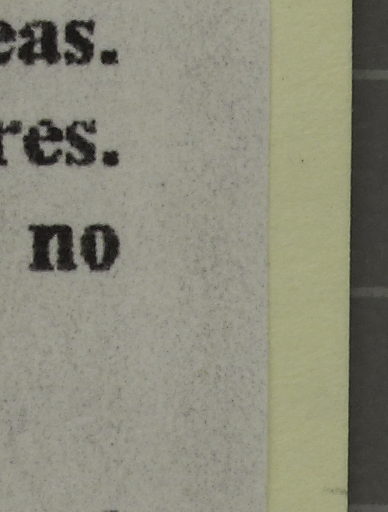 eas.
res.
no